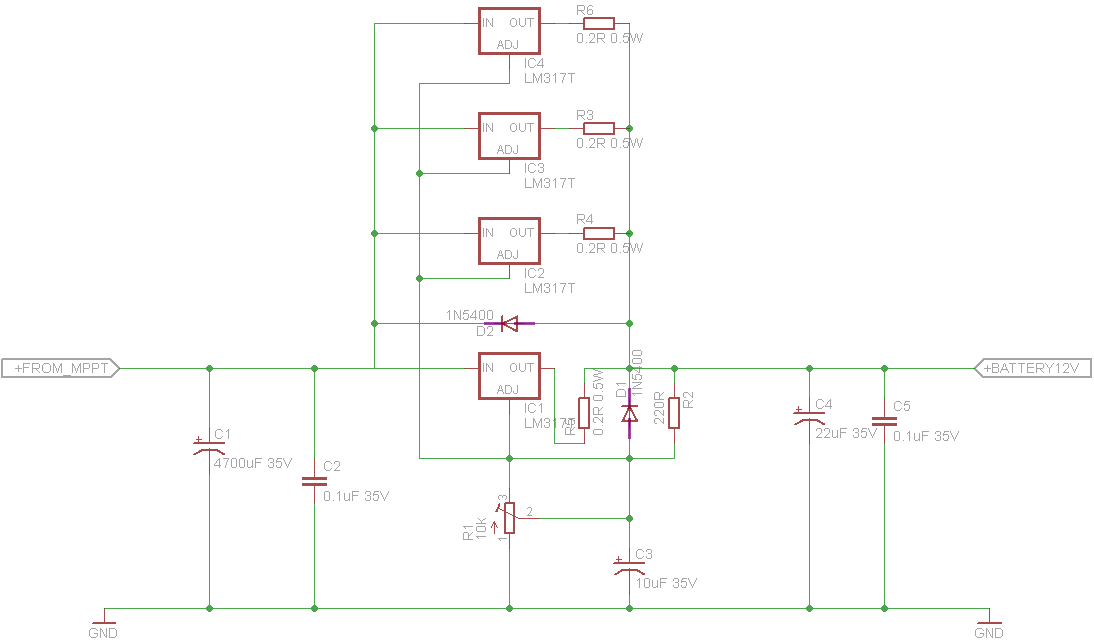 R6
IN OUT
0.2R 0.5W
ADJ
IC4
LM317T
R3
IN OUT
0.2R 0.5W
ADJ
IC3
LM317T
R4
IN OUT
0.2R 0.5W
ADJ
IC2
LM317T
1N5400
D2
+FROM_MPPT
IN OUT
ADJ
IC1
LM317T
0.2R 0.5W
D1
1N5400
220R
R2
+BATTERY12V
C4
22uF 35V
C5
0.1uF 35V
C1
4700uF 35V
C2
0.1uF 35V
3
2
1
R1
10k
C3
10uF 35V
GND
GND